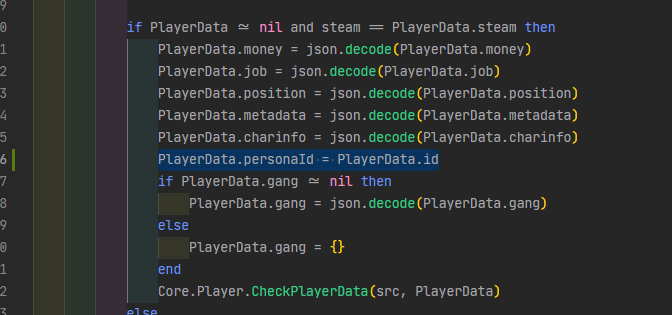 9
0 if PlayerData ~= nil and steam == PlayerData.steam then
1 PlayerData.money = json.decode(PlayerData.money)
2 PlayerData.job = json.decode(PlayerData.job)
3 PlayerData.position = json.decode(PlayerData.position)
4 PlayerData.metadata = json.decode(PlayerData.metadata)
5 PlayerData.charinfo = json.decode(PlayerData.charinfo)
6 PlayerData.personaId = PlayerData.id
7 if PlayerData.gang ~= nil then
8 PlayerData.gang = json.decode(PlayerData.gang)
9 else
0 PlayerData.gang = {}
1 end
2 Core.Player.CheckPlayerData(src, PlayerData)
3 else